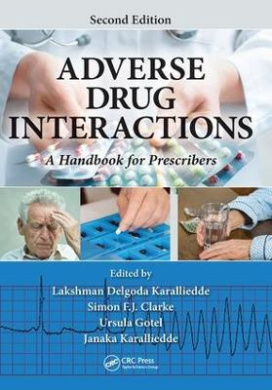 Second Edition
ADVERSE
DRUG
INTERACTIONS
A Handbook for Prescribers
Edited by
Lakshman Delgoda Karalliedde
Simon F.J. Clarke
Ursula Gotel
Janaka Karalliedde
CRC Press